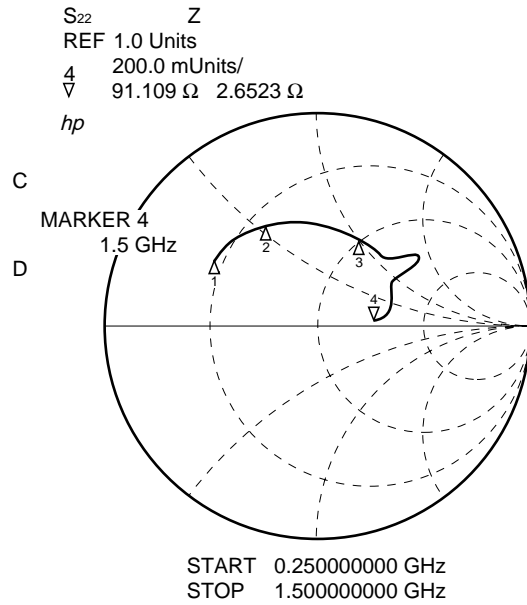 S22 Z
REF 1.0 Units
4 200.0 mUnits/
▽ 91.109 Ω 2.6523 Ω
hp
C
MARKER 4
1.5 GHz
D
1
2
3
4
START 0.250000000 GHz
STOP 1.500000000 GHz